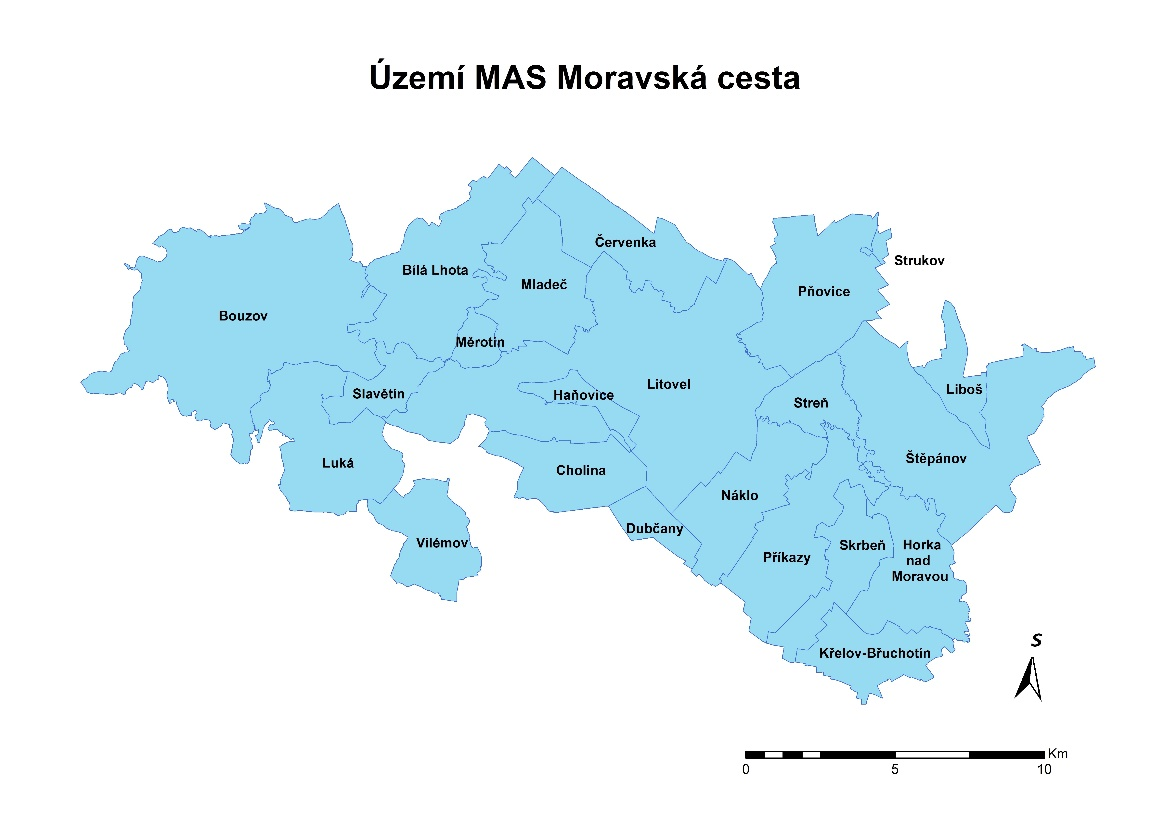 Území MAS Moravská cesta
Červenka
Strukov
Bílá Lhota
Mladeč
Pňovice
Bouzov
Měrotín
Litovel
Liboš
Slavětín
Haňovice
Streň
Štěpánov
Luká
Cholina
Náklo
Dubčany
Vilémov
Příkazy
Skrbeň
Horka
nad
Moravou
Křelov-Břuchotín
S
Km
0 5 10